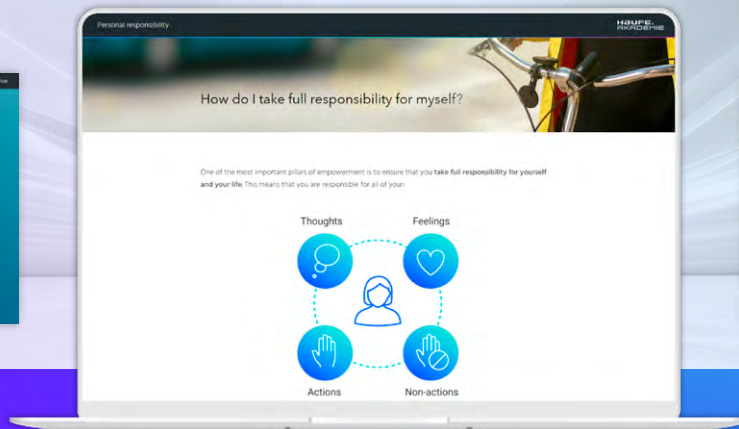 Personal responsibility
HAUFE.
AKADEMIE
How do I take full responsibility for myself?
One of the most important pillars of empowerment is to ensure that you take full responsibility for yourself
and your life. This means that you are responsible for all of your:
Thoughts
Feelings
Actions
Non-actions